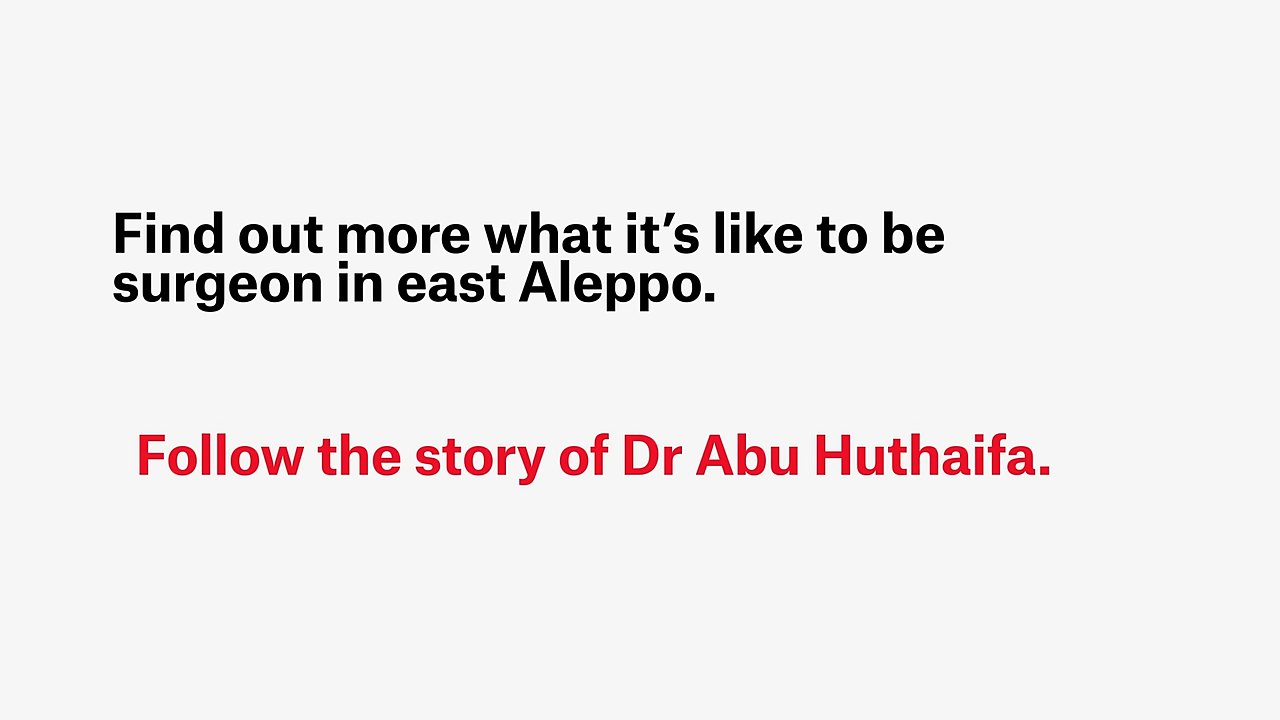 Find out more what it’s like to be
surgeon in east Aleppo.
Follow the story of Dr Abu Huthaifa.